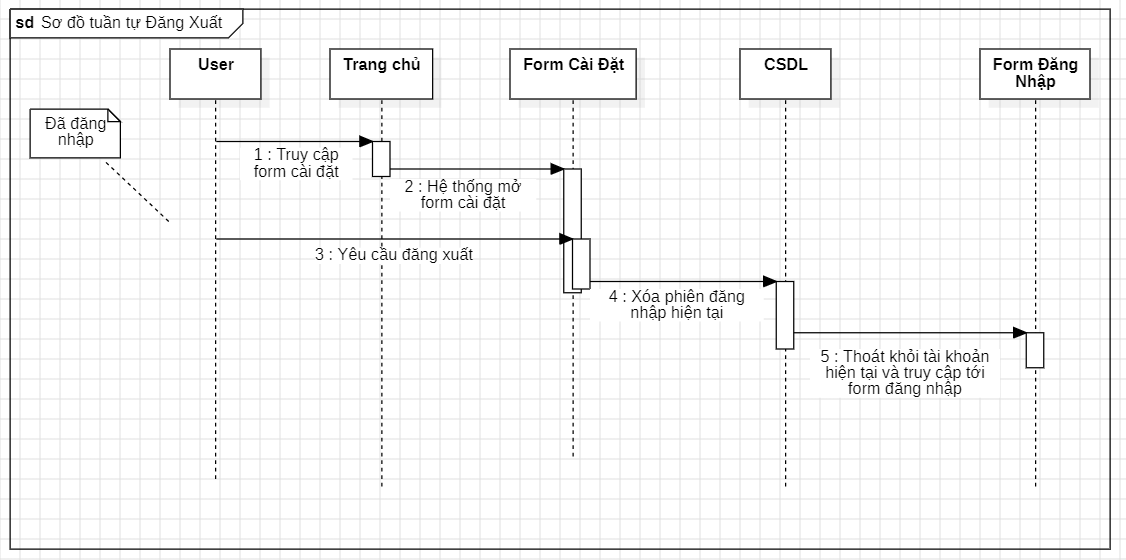 sd Sơ đồ tuần tự Đăng Xuất
User
Trang chủ
Form Cài Đặt
CSDL
Form Đăng
Nhập
Đã đăng
nhập
1 : Truy cập
form cài đặt
2 : Hệ thống mở
form cài đặt
3 : Yêu cầu đăng xuất
4 : Xóa phiên đăng
nhập hiện tại
5 : Thoát khỏi tài khoản
hiện tại và truy cập tới
form đăng nhập